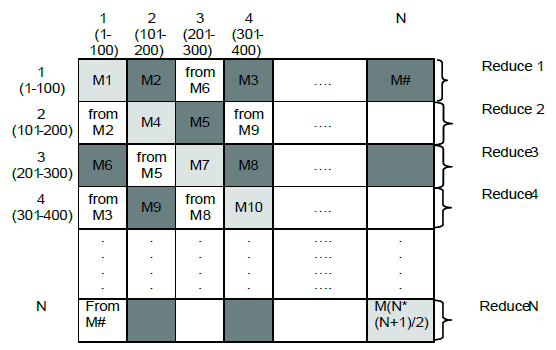 1 2 3 4 N
(1- (101- (201- (301-
100) 200) 300) 400)
1 M1 M2 from M6 M3 .... M# Reduce 1
(1-100)
2 from M2 M4 M5 from M9 .... Reduce 2
(101-200)
3 M6 from M5 M7 M8 .... Reduce3
(201-300)
4 from M3 M9 from M8 M10 .... Reduce4
(301-400)
. . . . .... .
. . . . .... .
. . . . .... .
. . . . .... .
N From M# M(N* (N+1)/2) ReduceN